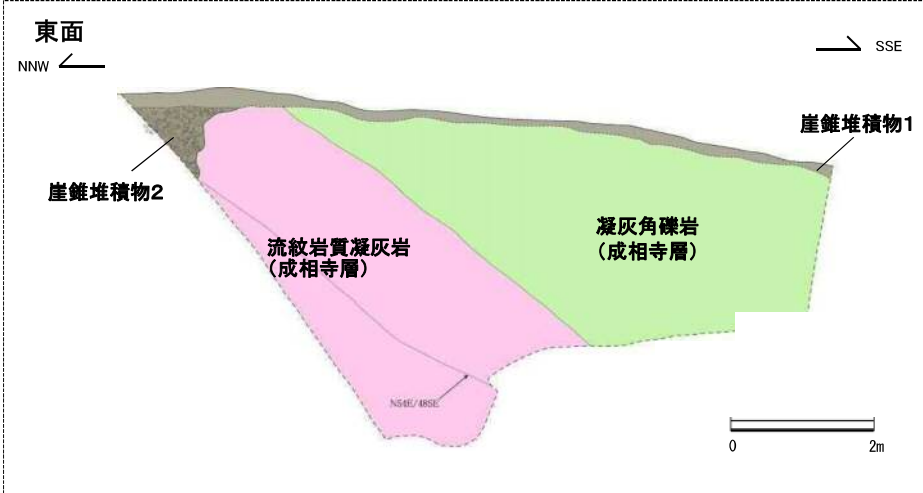 東面
NNW
SSE
崖錐堆積物1
崖錐堆積物2
凝灰角礫岩
(成相寺層)
流紋岩質凝灰岩
(成相寺層)
N54E/48SE
0
2m